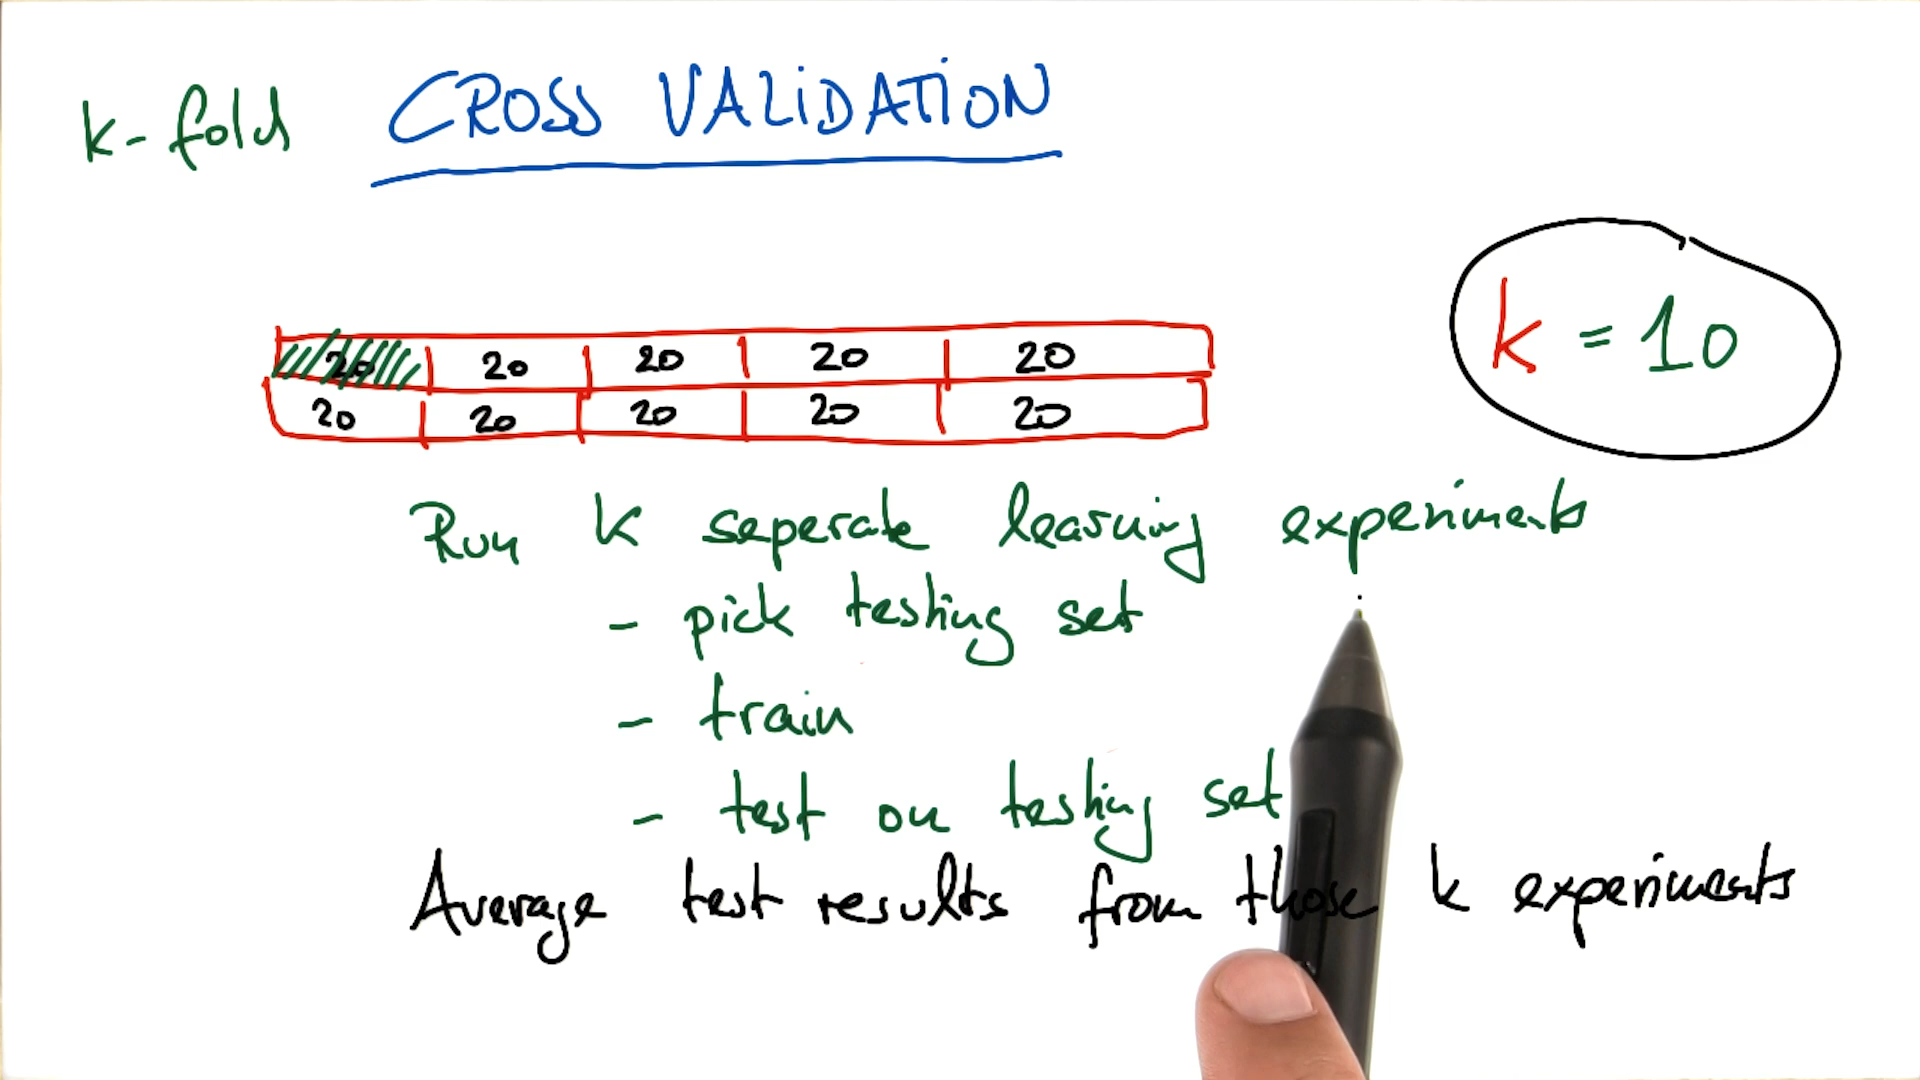 k-fold CROSS VALIDATION
k = 10
20 20 20 20 20
20 20 20 20 20
Run k seperate learning experiments
- pick testing set
- train
- test on testing set
Average test results from those k experiments